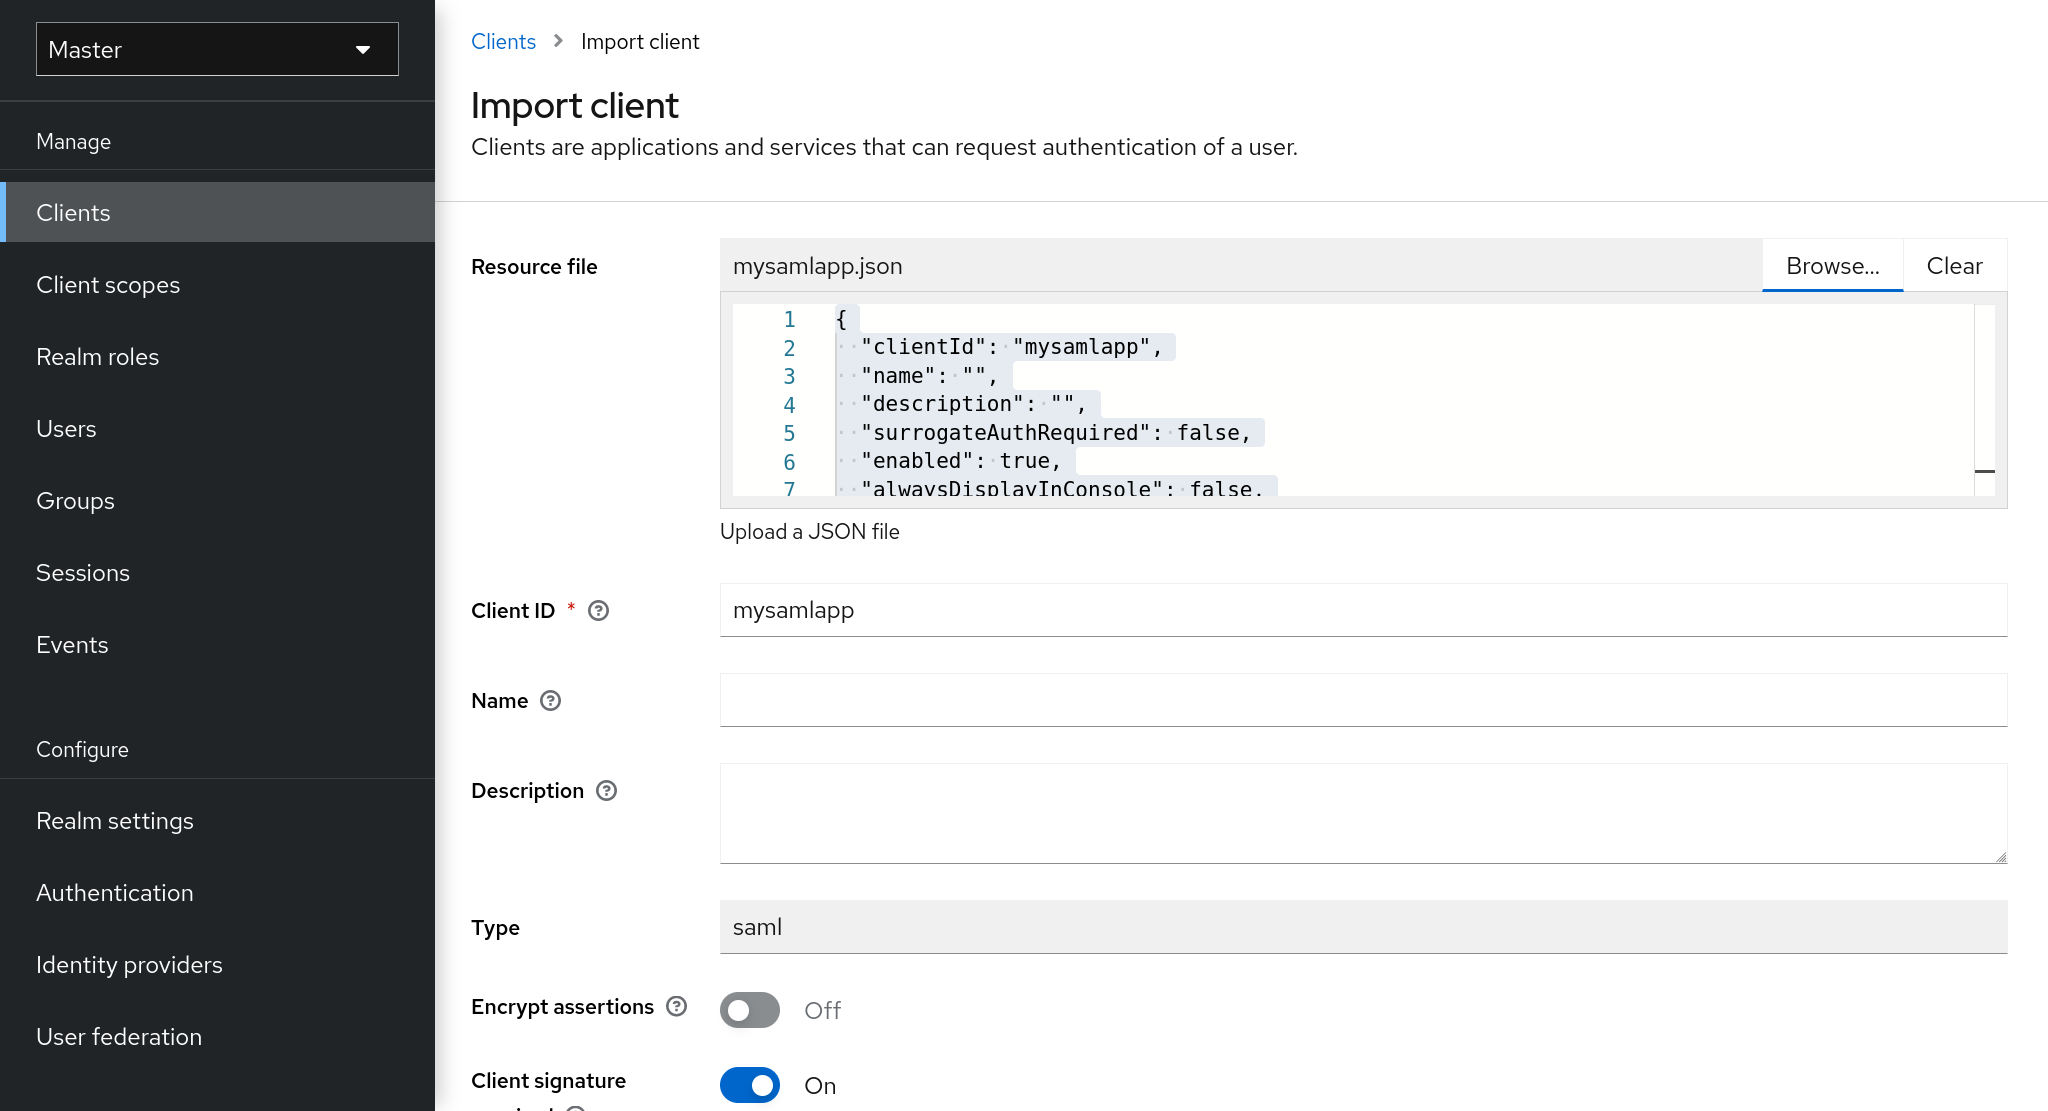 Master
Manage
Clients
Client scopes
Realm roles
Users
Groups
Sessions
Events
Configure
Realm settings
Authentication
Identity providers
User federation
Clients > Import client
Import client
Clients are applications and services that can request authentication of a user.
Resource file
mysamlapp.json Browse... Clear
1 {
2 "clientId": "mysamlapp",
3 "name": "",
4 "description": "",
5 "surrogateAuthRequired": false,
6 "enabled": true,
7 "alwaysDisplayInConsole": false,
Upload a JSON file
Client ID * mysamlapp
Name
Description
Type saml
Encrypt assertions Off
Client signature On